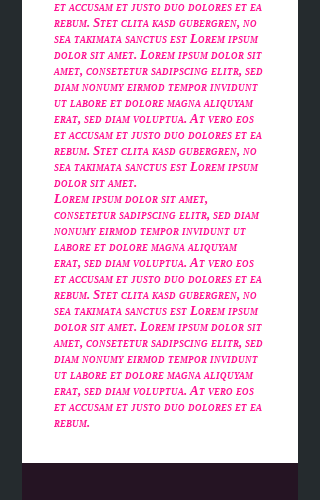 et accusam et justo duo dolores et ea
rebum. Stet clita kasd gubergren, no
sea takimata sanctus est Lorem ipsum
dolor sit amet. Lorem ipsum dolor sit
amet, consetetur sadipscing elitr, sed
diam nonumy eirmod tempor invidunt
ut labore et dolore magna aliquyam
erat, sed diam voluptua. At vero eos
et accusam et justo duo dolores et ea
rebum. Stet clita kasd gubergren, no
sea takimata sanctus est Lorem ipsum
dolor sit amet.
Lorem ipsum dolor sit amet,
consetetur sadipscing elitr, sed diam
nonumy eirmod tempor invidunt ut
labore et dolore magna aliquyam
erat, sed diam voluptua. At vero eos
et accusam et justo duo dolores et ea
rebum. Stet clita kasd gubergren, no
sea takimata sanctus est Lorem ipsum
dolor sit amet. Lorem ipsum dolor sit
amet, consetetur sadipscing elitr, sed
diam nonumy eirmod tempor invidunt
ut labore et dolore magna aliquyam
erat, sed diam voluptua. At vero eos
et accusam et justo duo dolores et ea
rebum.